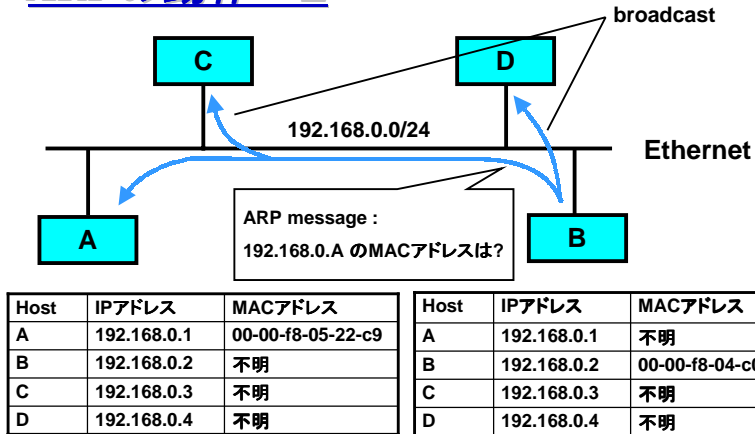 broadcast
C
D
192.168.0.0/24
Ethernet
A
ARP message :
192.168.0.A のMACアドレスは?
B
Host IPアドレス MACアドレス
A 192.168.0.1 00-00-f8-05-22-c9
B 192.168.0.2 不明
C 192.168.0.3 不明
D 192.168.0.4 不明
Host IPアドレス MACアドレス
A 192.168.0.1 不明
B 192.168.0.2 00-00-f8-04-c0
C 192.168.0.3 不明
D 192.168.0.4 不明